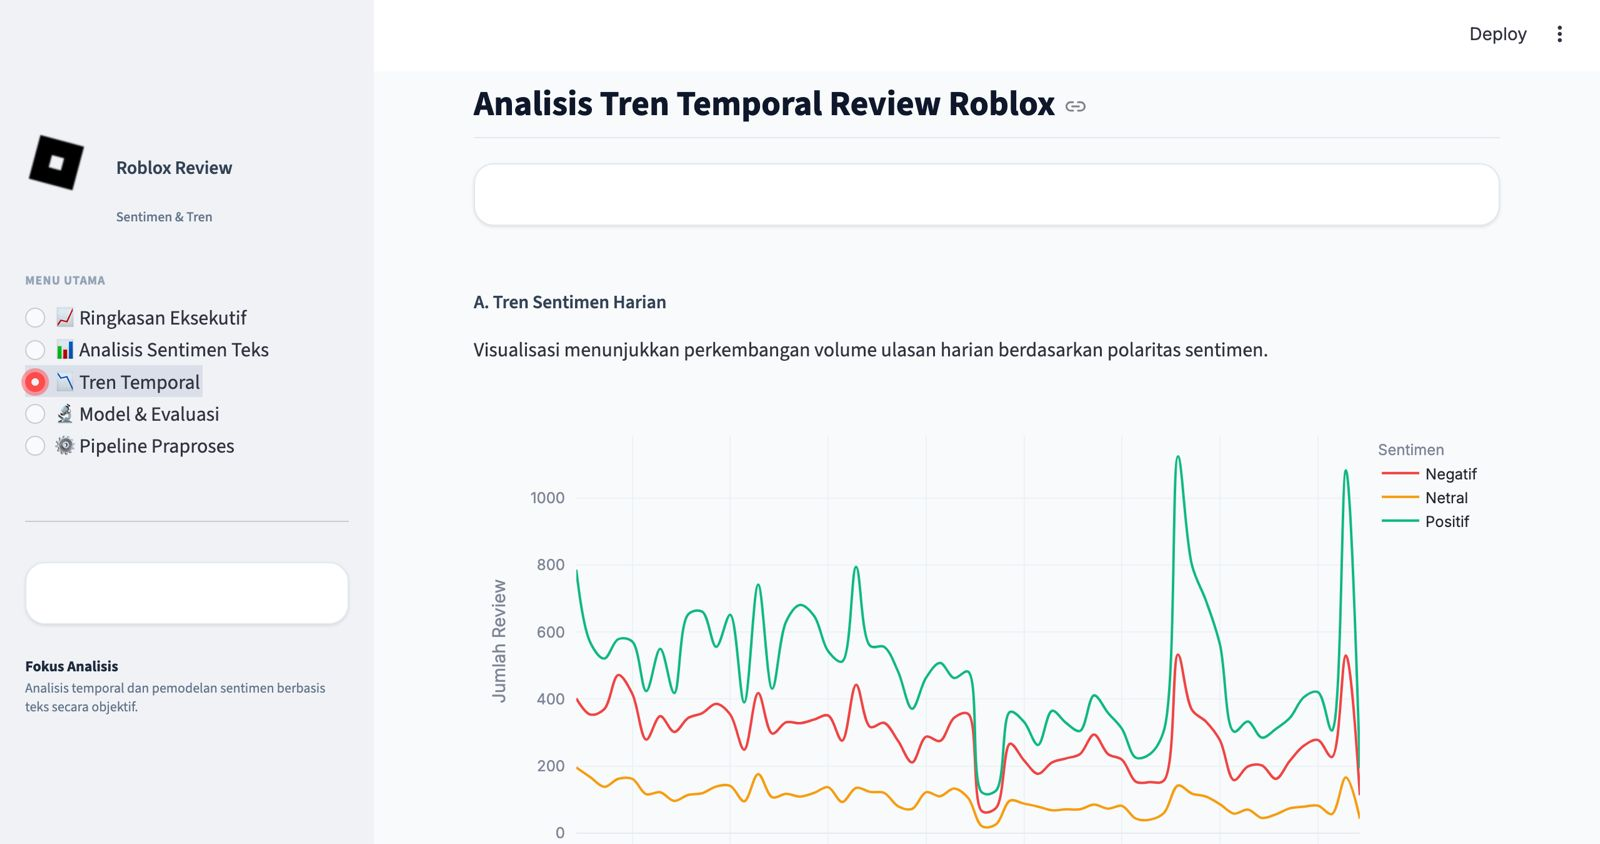 Deploy
Analisis Tren Temporal Review Roblox
Roblox Review
Sentimen & Tren
MENU UTAMA
Ringkasan Eksekutif
Analisis Sentimen Teks
Tren Temporal
Model & Evaluasi
Pipeline Praproses
Fokus Analisis
Analisis temporal dan pemodelan sentimen berbasis
teks secara objektif.
A. Tren Sentimen Harian
Visualisasi menunjukkan perkembangan volume ulasan harian berdasarkan polaritas sentimen.
Sentimen
Negatif
Netral
Positif
Jumlah Review
1000
800
600
400
200
0